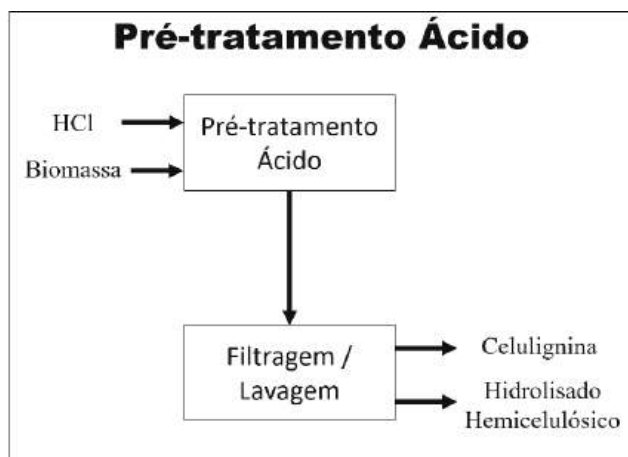 Pré-tratamento Ácido
HCl
Biomassa
Pré-tratamento
Ácido
Filtragem /
Lavagem
Celulignina
Hidrolisado
Hemicelulósico